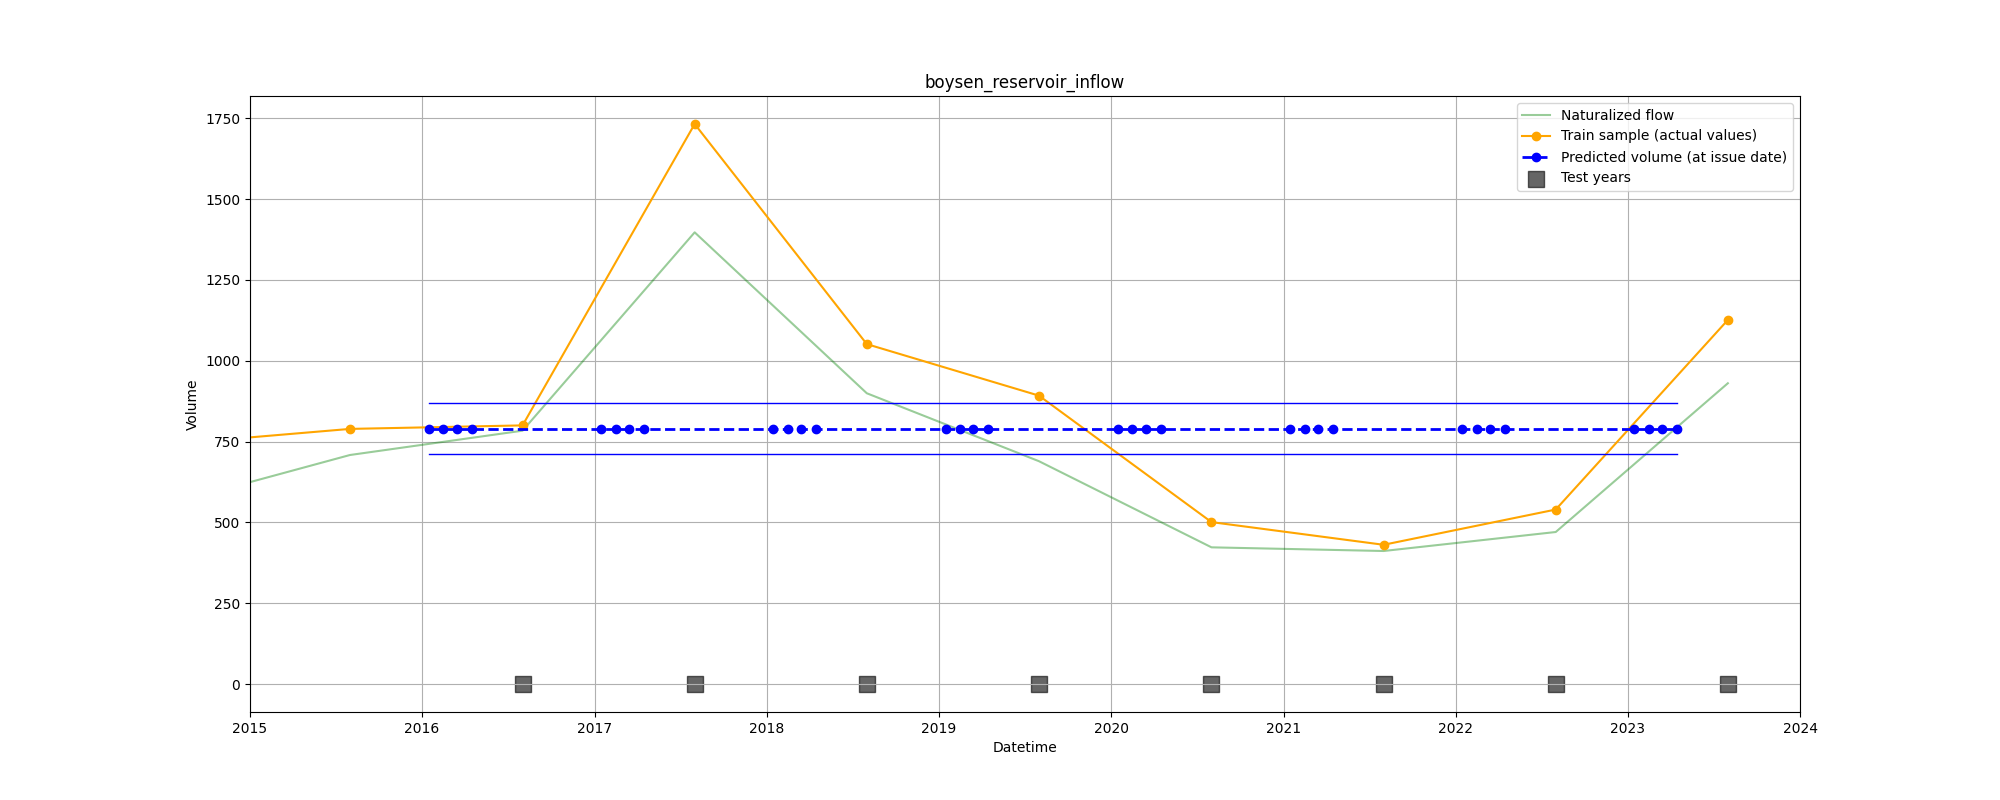 boysen_reservoir_inflow
1750
1500
1250
1000
750
500
250
0
Volume
Naturalized flow
Train sample (actual values)
Predicted volume (at issue date)
Test years
2015 2016 2017 2018 2019 2020 2021 2022 2023 2024
Datetime